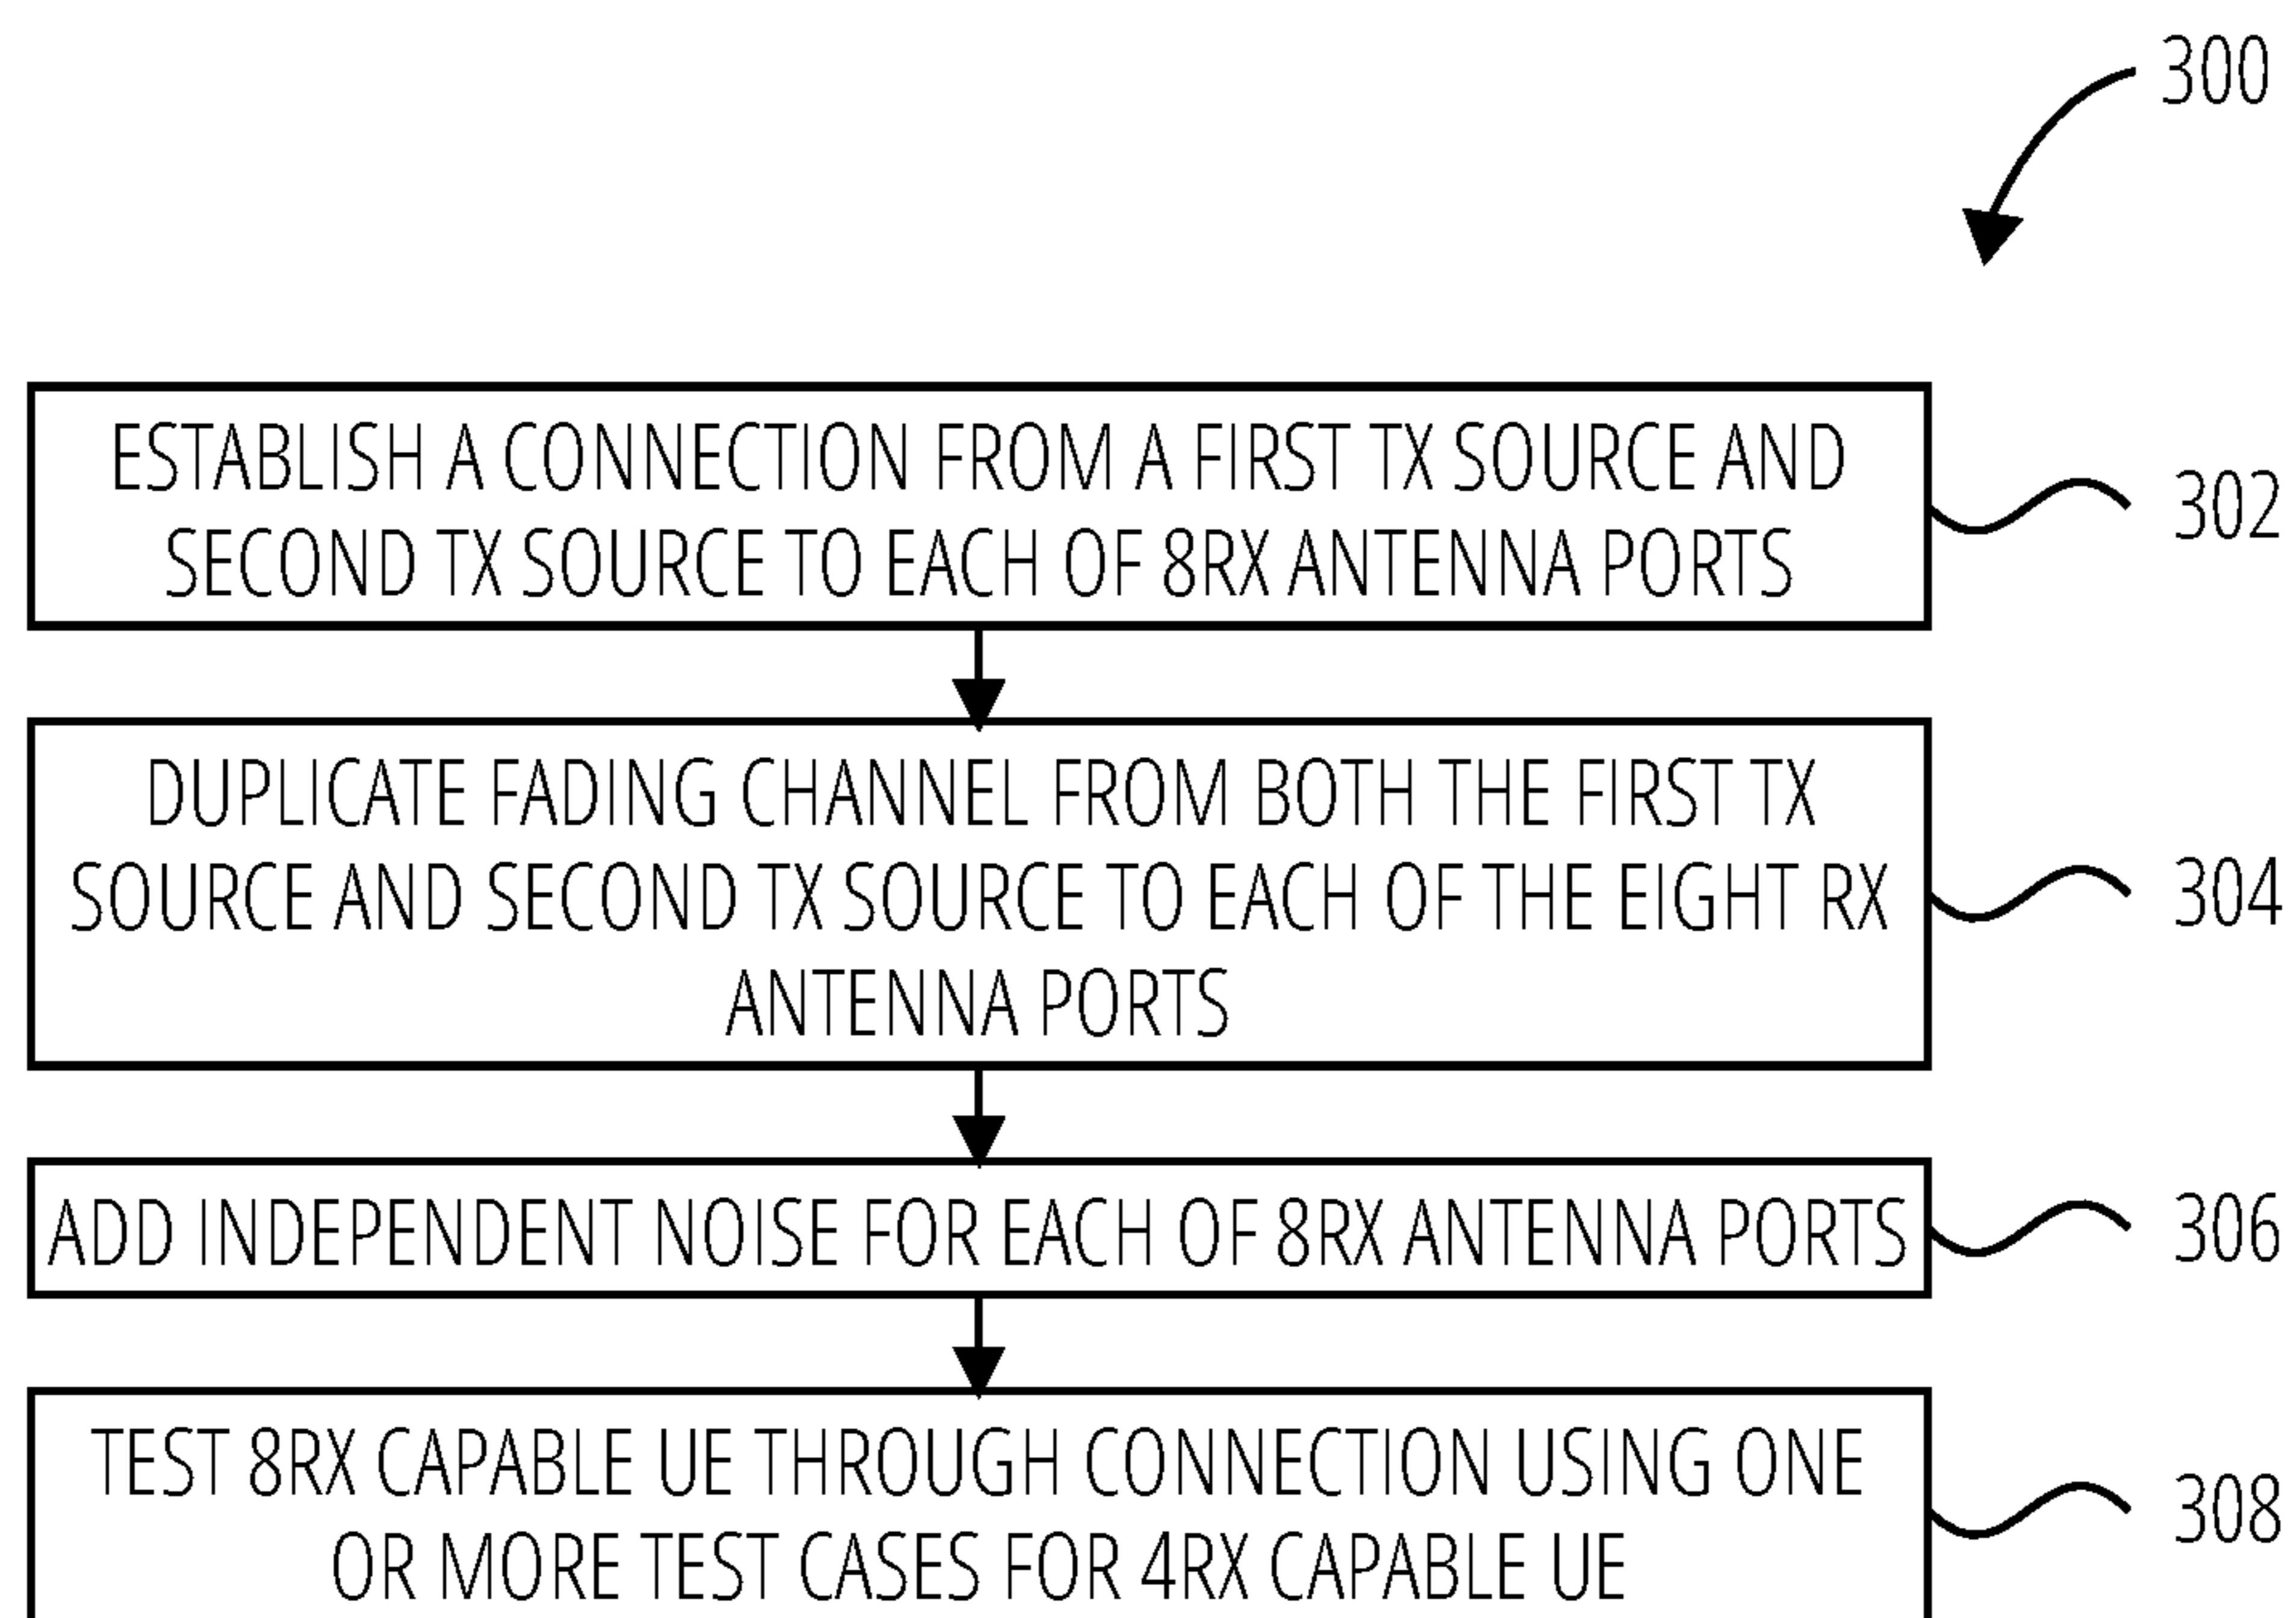 300
ESTABLISH A CONNECTION FROM A FIRST TX SOURCE AND
SECOND TX SOURCE TO EACH OF 8RX ANTENNA PORTS
302
DUPLICATE FADING CHANNEL FROM BOTH THE FIRST TX
SOURCE AND SECOND TX SOURCE TO EACH OF THE EIGHT RX
ANTENNA PORTS
304
ADD INDEPENDENT NOISE FOR EACH OF 8RX ANTENNA PORTS
306
TEST 8RX CAPABLE UE THROUGH CONNECTION USING ONE
OR MORE TEST CASES FOR 4RX CAPABLE UE
308